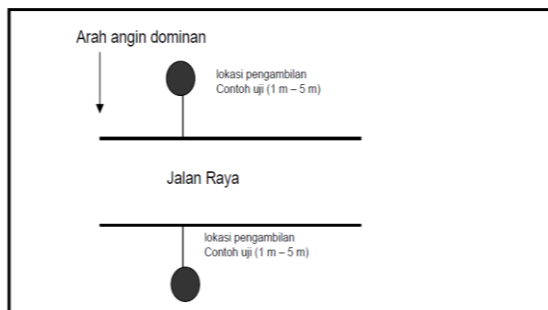 Arah angin dominan
lokasi pengambilan
Contoh uji (1 m – 5 m)
Jalan Raya
lokasi pengambilan
Contoh uji (1 m – 5 m)